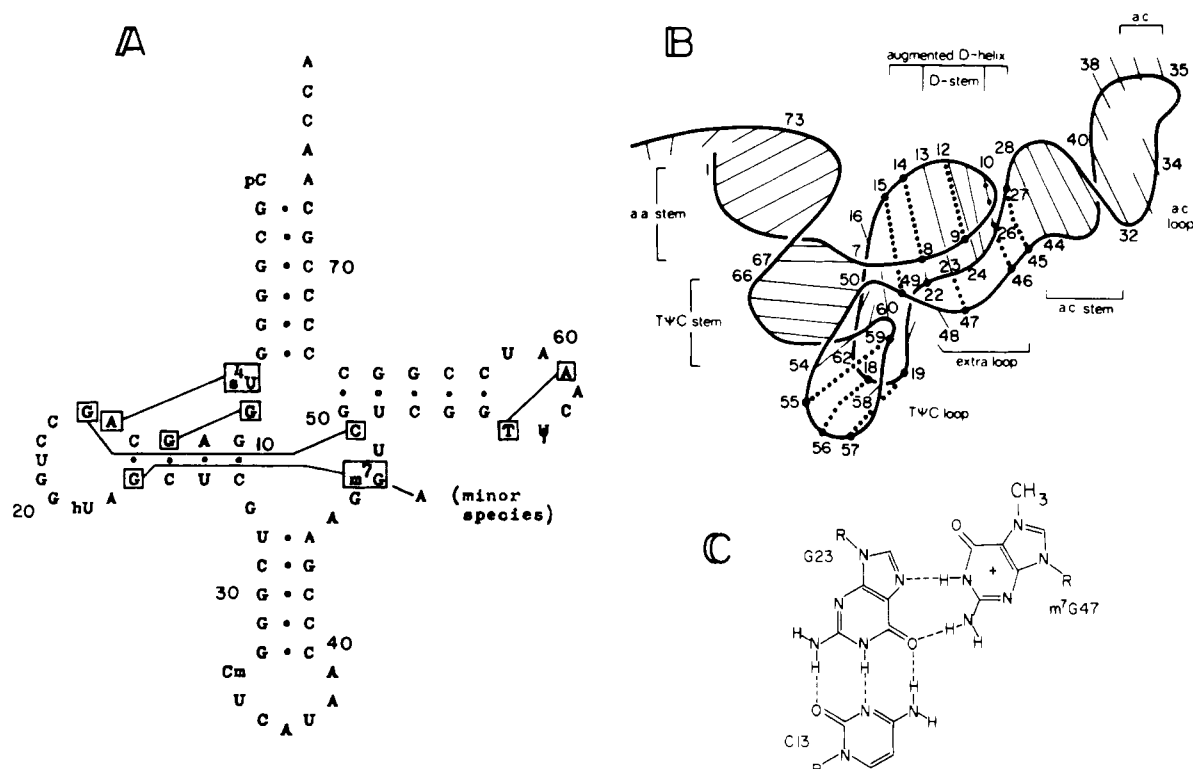 A
A
C
C
A
pC A
G • C
C • G
G • C 70
G • C
G • C
G • C
s4U
G
G A
C C U G G
20
hU A
C G A G
10
G C U C
G
C G G C C U A A A C ψ
60
G U C G G T
50
C
U
m7G A (minor
species)
G
A
U • A
C • G
G • C
30 G • C
G • C 40
Cm A
U A
C A U
B
augmented D-helix
D-stem
ac
38 35
73
1
aa stem
15 14 13 12 10 28
27
40
34
ac
loop
16
7 8 9 26
32
67
66
23 24 45 44
50 49 22 46
TΨC stem
60 47
48
ac stem
59
54 62 18 19
extra loop
58
55
56 57
TΨC loop
C
CH3
R O N
G23 N R
N H N +
N N
m7G47
H N N H O N H H
H H H
O N N H
C13 N H
R